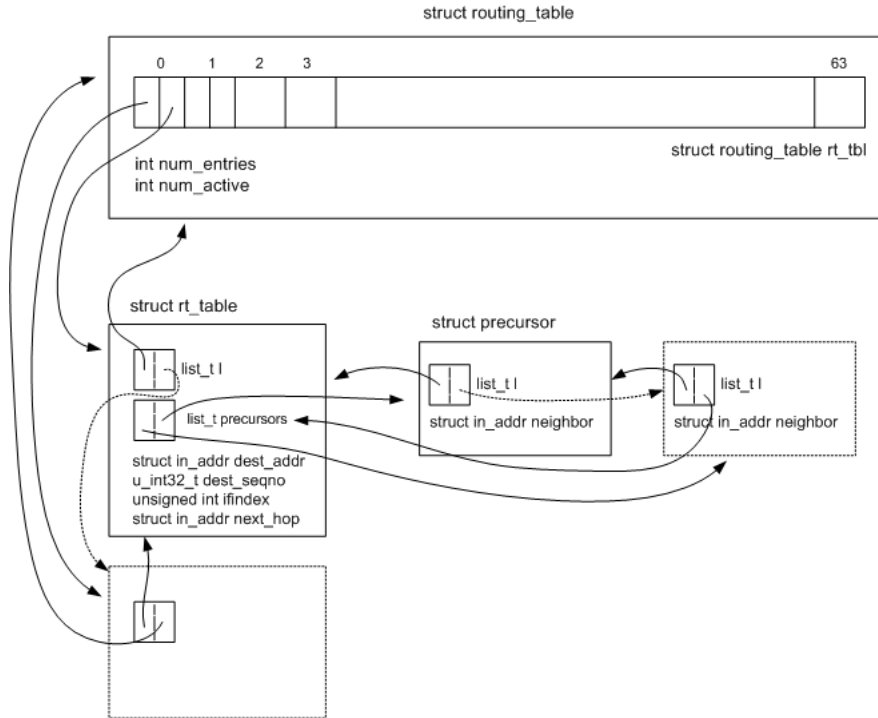 struct routing_table
0 1 2 3 63
struct routing_table rt_tbl
int num_entries
int num_active
struct rt_table
list_t l
list_t precursors
struct in_addr dest_addr
u_int32_t dest_seqno
unsigned int ifindex
struct in_addr next_hop
struct precursor
list_t l
struct in_addr neighbor
list_t l
struct in_addr neighbor